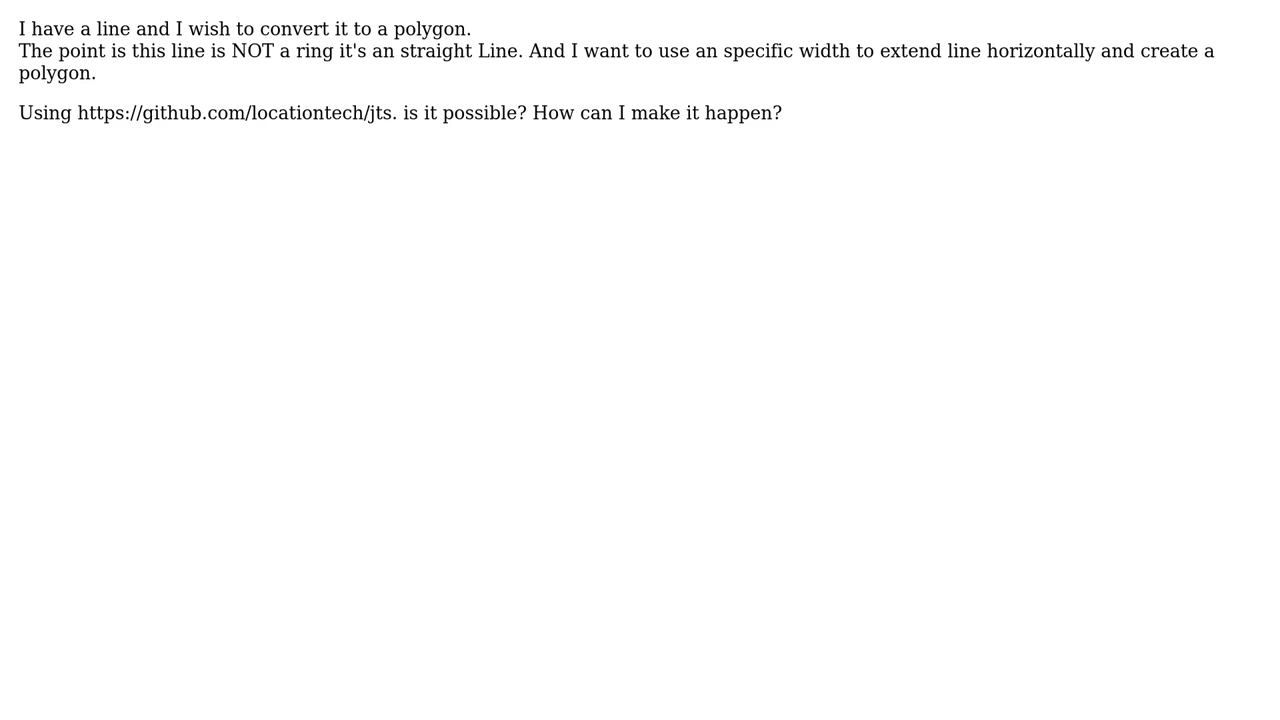 I have a line and I wish to convert it to a polygon.
The point is this line is NOT a ring it's an straight Line. And I want to use an specific width to extend line horizontally and create a
polygon.
Using https://github.com/locationtech/jts. is it possible? How can I make it happen?